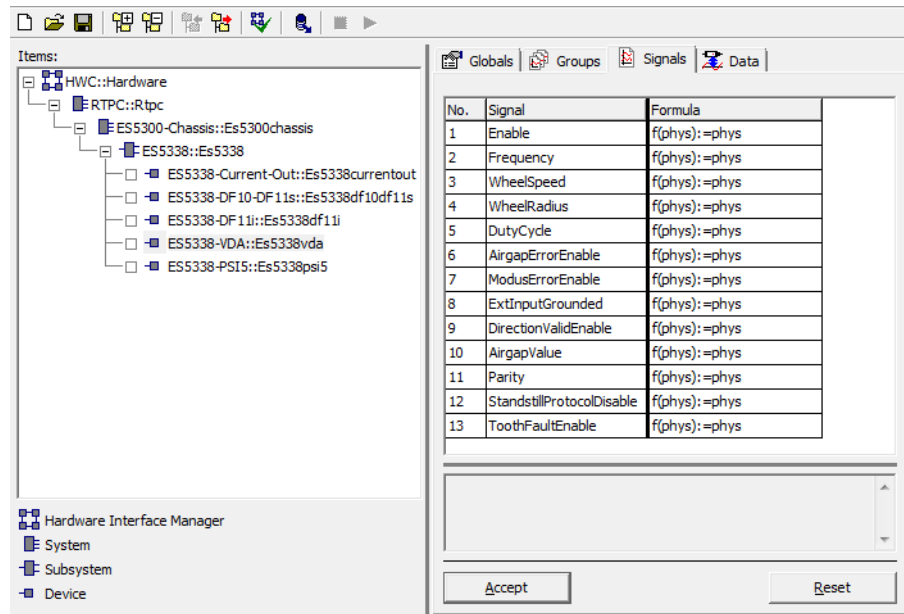 Items:
HWC::Hardware
RTPC::Rtpc
ES5300-Chassis::Es5300chassis
ES5338::Es5338
ES5338-Current-Out::Es5338currentout
ES5338-DF10-DF11s::Es5338df10df11s
ES5338-DF11i::Es5338df11i
ES5338-VDA::Es5338vda
ES5338-PSI5::Es5338psi5
Hardware Interface Manager
System
Subsystem
Device
Globals Groups Signals Data
No. Signal Formula
1 Enable f(phys):=phys
2 Frequency f(phys):=phys
3 WheelSpeed f(phys):=phys
4 WheelRadius f(phys):=phys
5 DutyCycle f(phys):=phys
6 AirgapErrorEnable f(phys):=phys
7 ModusErrorEnable f(phys):=phys
8 ExtInputGrounded f(phys):=phys
9 DirectionValidEnable f(phys):=phys
10 AirgapValue f(phys):=phys
11 Parity f(phys):=phys
12 StandstillProtocolDisable f(phys):=phys
13 ToothFaultEnable f(phys):=phys
Accept Reset